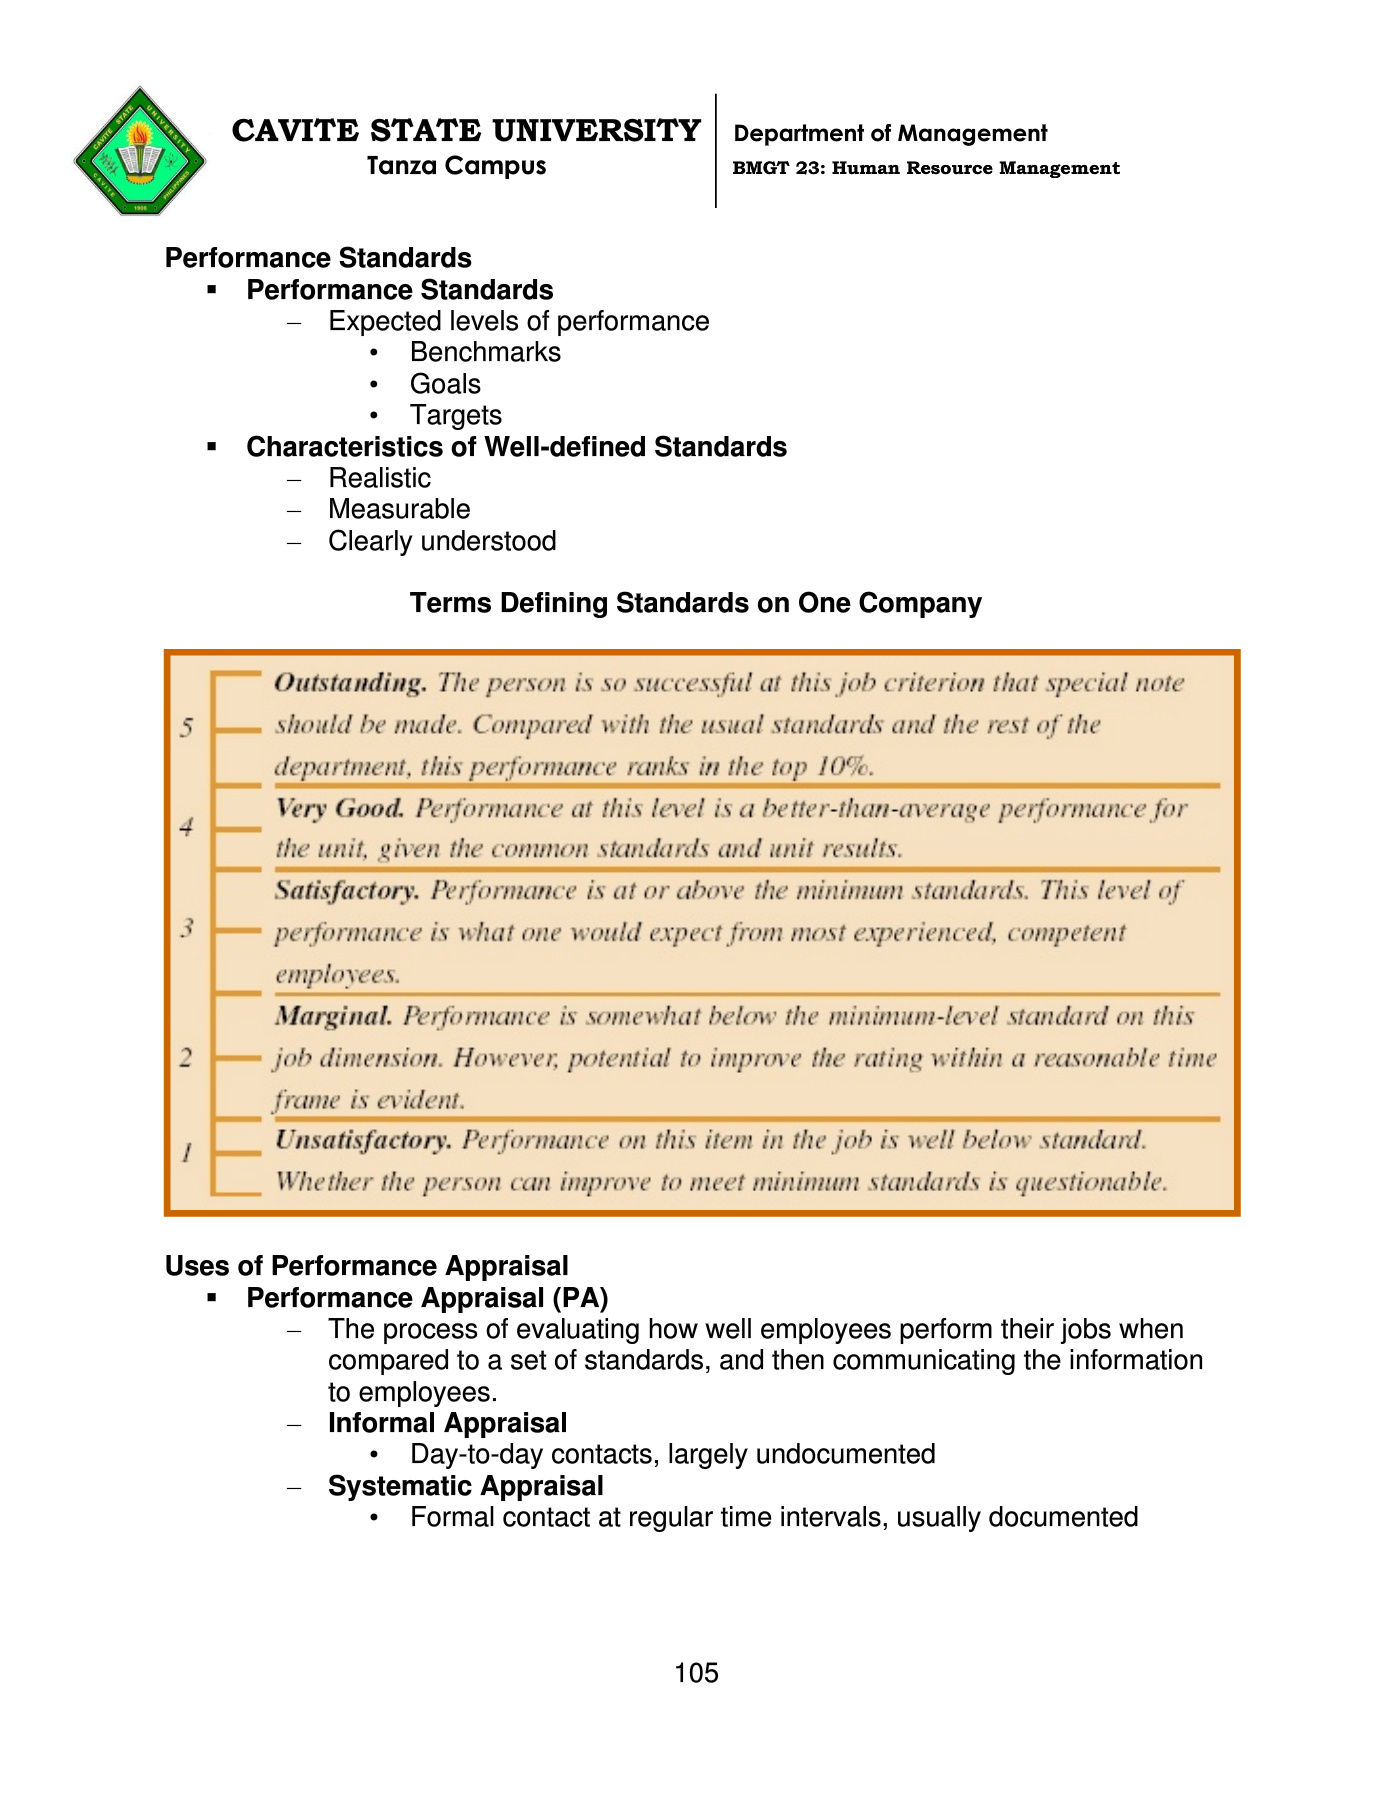 CAVITE STATE UNIVERSITY
Tanza Campus
Department of Management
BMGT 23: Human Resource Management
CAVITE STATE UNIVERSITY
CAVITE
PHILIPPINES
1906
Performance Standards
▪ Performance Standards
– Expected levels of performance
• Benchmarks
• Goals
• Targets
▪ Characteristics of Well-defined Standards
– Realistic
– Measurable
– Clearly understood
Terms Defining Standards on One Company
Outstanding. The person is so successful at this job criterion that special note
5 should be made. Compared with the usual standards and the rest of the
department, this performance ranks in the top 10%.
Very Good. Performance at this level is a better-than-average performance for
4 the unit, given the common standards and unit results.
Satisfactory. Performance is at or above the minimum standards. This level of
3 performance is what one would expect from most experienced, competent
employees.
Marginal. Performance is somewhat below the minimum-level standard on this
2 job dimension. However, potential to improve the rating within a reasonable time
frame is evident.
1 Unsatisfactory. Performance on this item in the job is well below standard.
Whether the person can improve to meet minimum standards is questionable.
Uses of Performance Appraisal
▪ Performance Appraisal (PA)
– The process of evaluating how well employees perform their jobs when
compared to a set of standards, and then communicating the information
to employees.
– Informal Appraisal
• Day-to-day contacts, largely undocumented
– Systematic Appraisal
• Formal contact at regular time intervals, usually documented
105